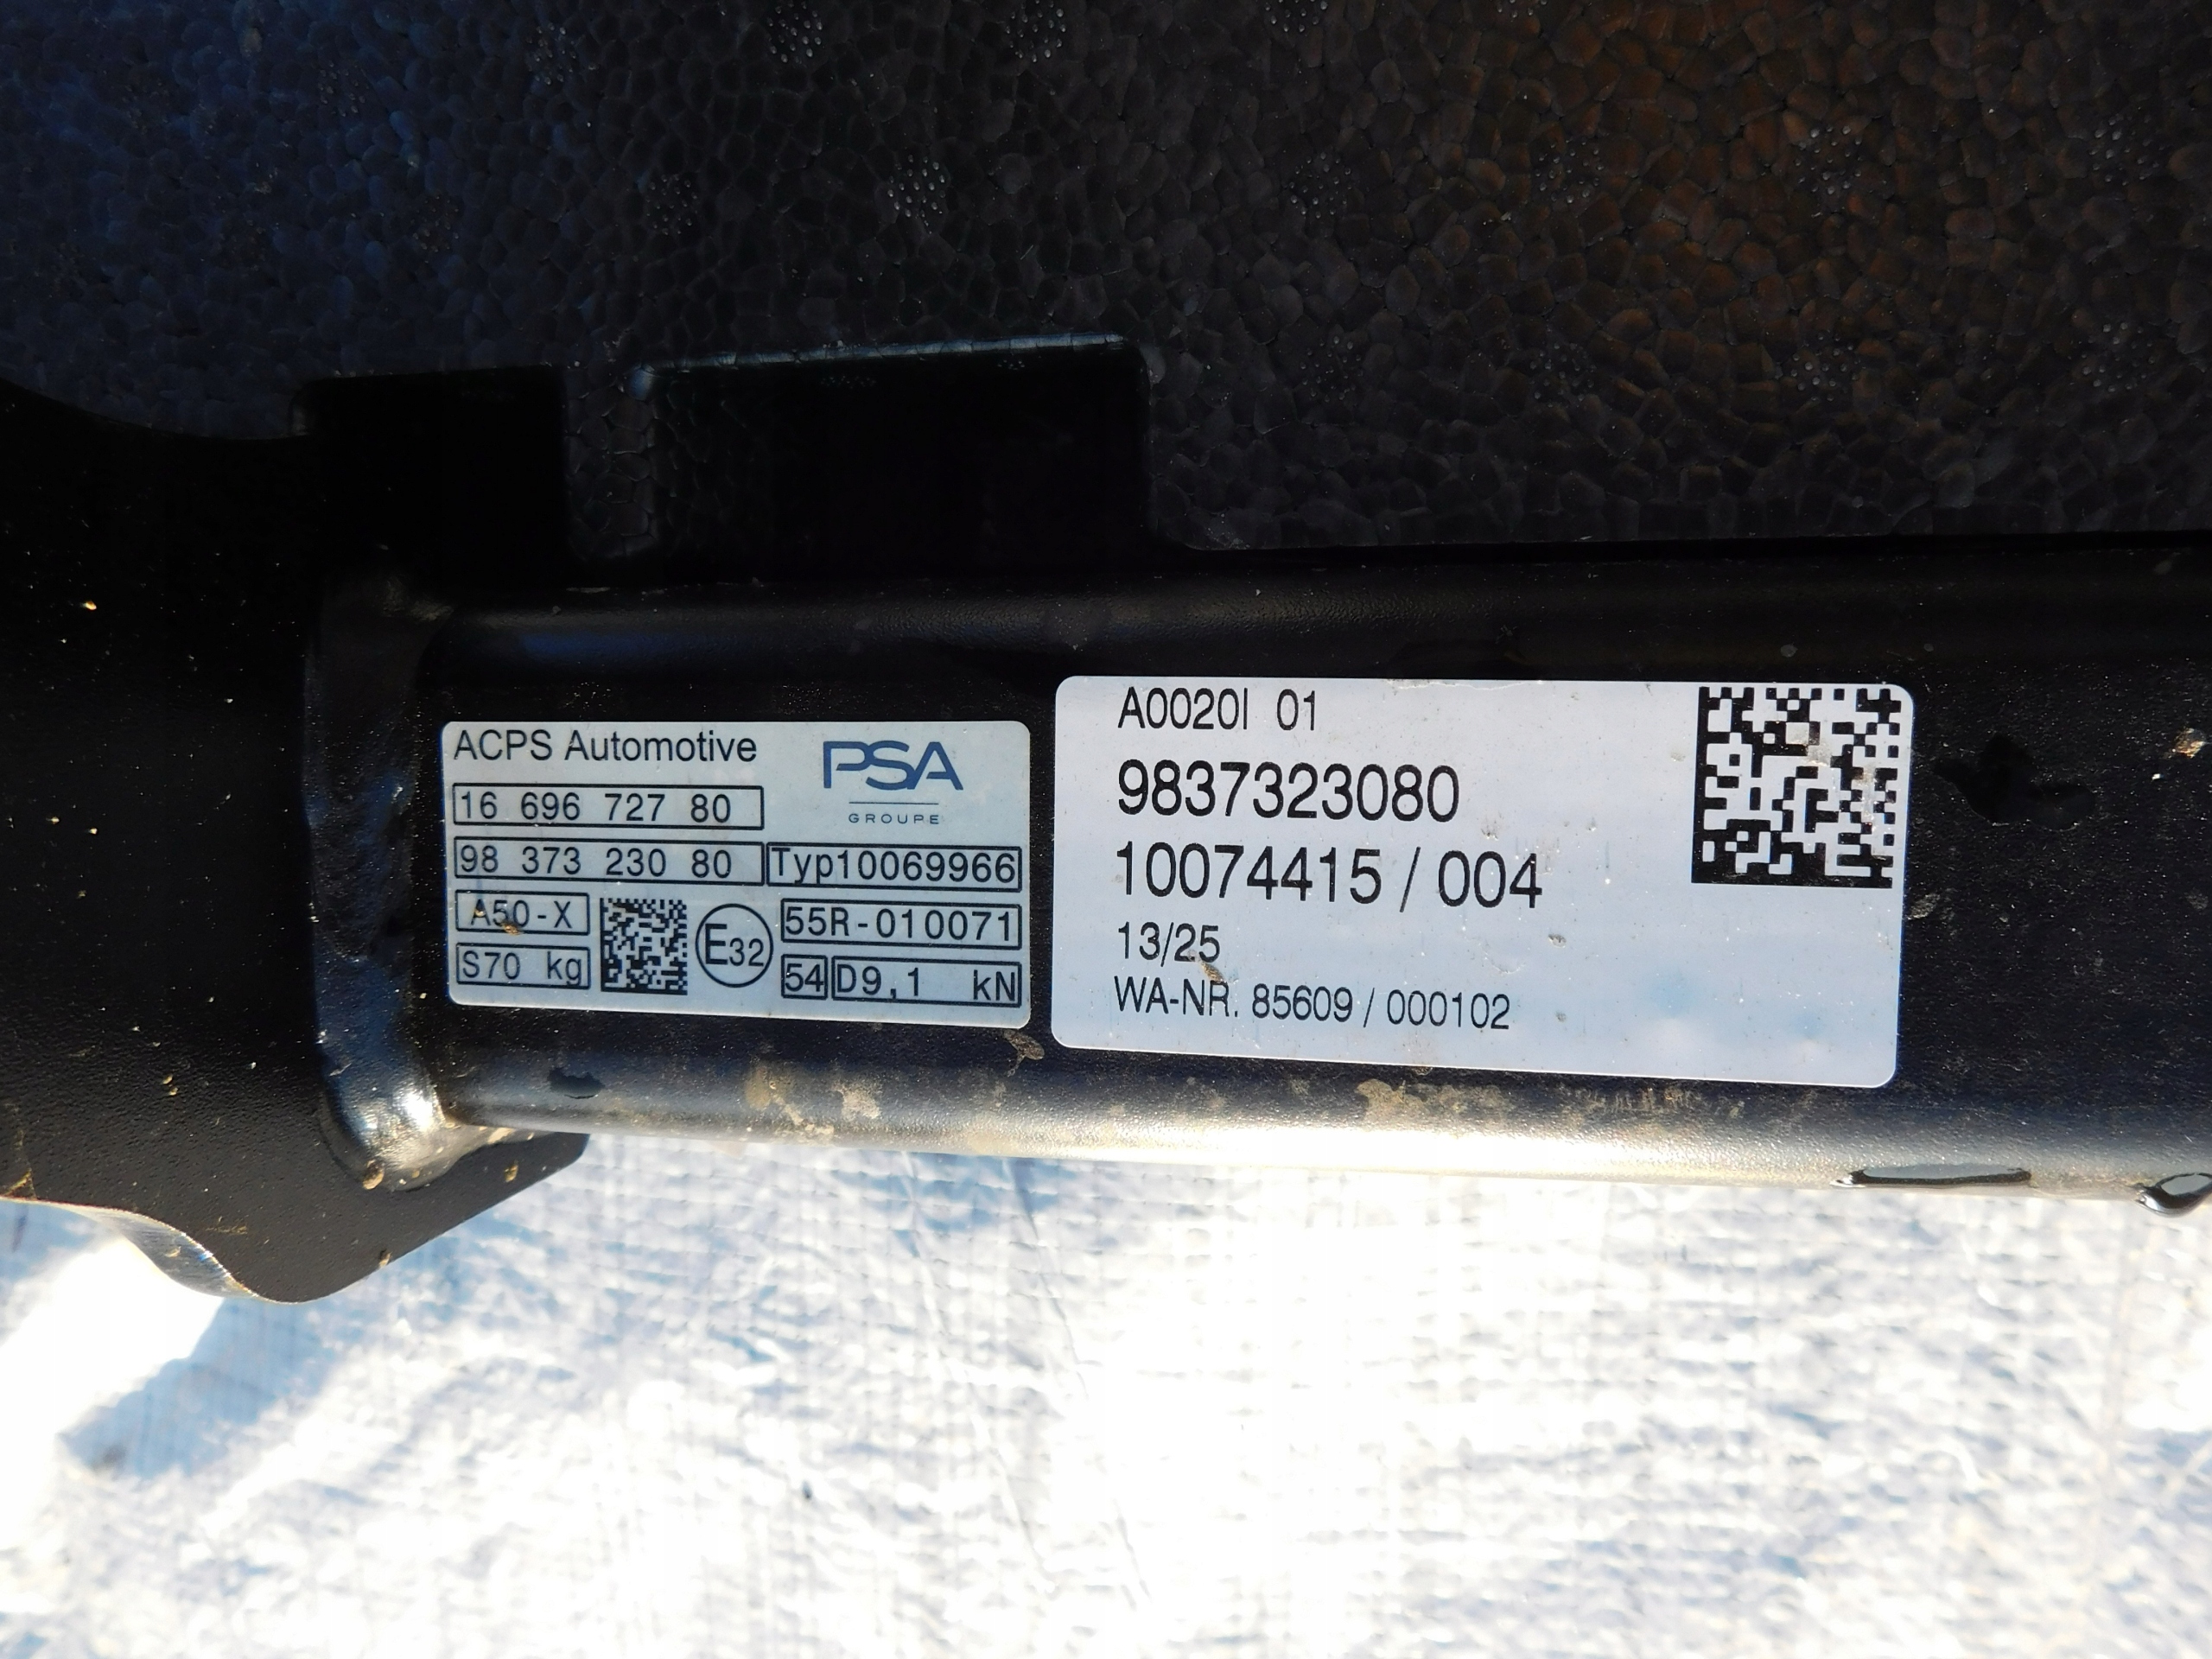 ACPS Automotive
PSA
GROUPE
16 696 727 80
98 373 230 80 Typ10069966
A50-X
E32
55R-010071
S70 kg
54 D9,1 kN
A0020I 01
9837323080
10074415 / 004
13/25
WA-NR. 85609 / 000102